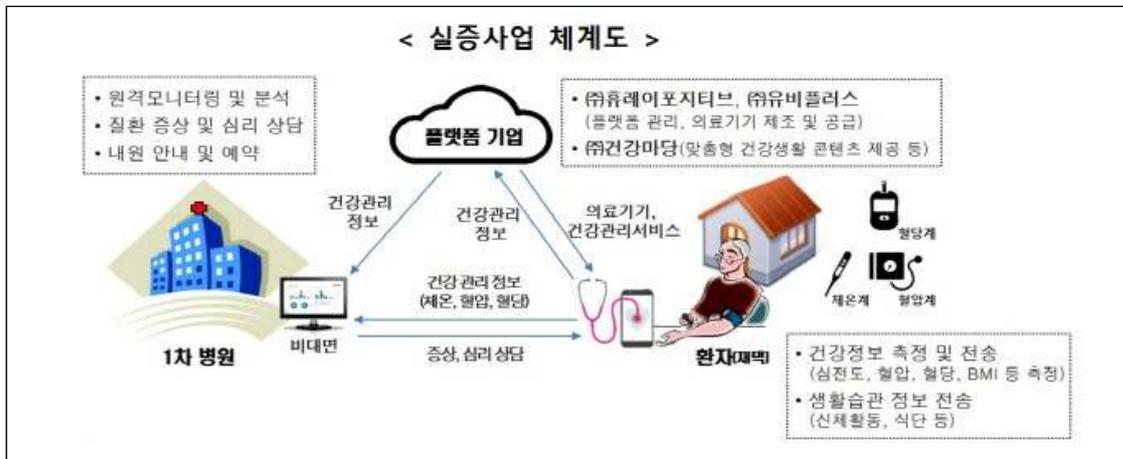 < 실증사업 체계도 >
• 원격모니터링 및 분석
• 질환 증상 및 심리 상담
• 내원 안내 및 예약
플랫폼 기업
• ㈜휴레이포지티브, ㈜유비플러스
(플랫폼 관리, 의료기기 제조 및 공급)
• ㈜건강마당(맞춤형 건강생활 콘텐츠 제공 등)
건강관리
정보
건강관리
정보
의료기기,
건강관리서비스
혈당계
체온계
혈압계
건강관리 정보
(체온, 혈압, 혈당)
비대면
1차 병원
증상, 심리 상담
환자(재택)
• 건강정보 측정 및 전송
(심전도, 혈압, 혈당, BMI 등 측정)
• 생활습관 정보 전송
(신체활동, 식단 등)